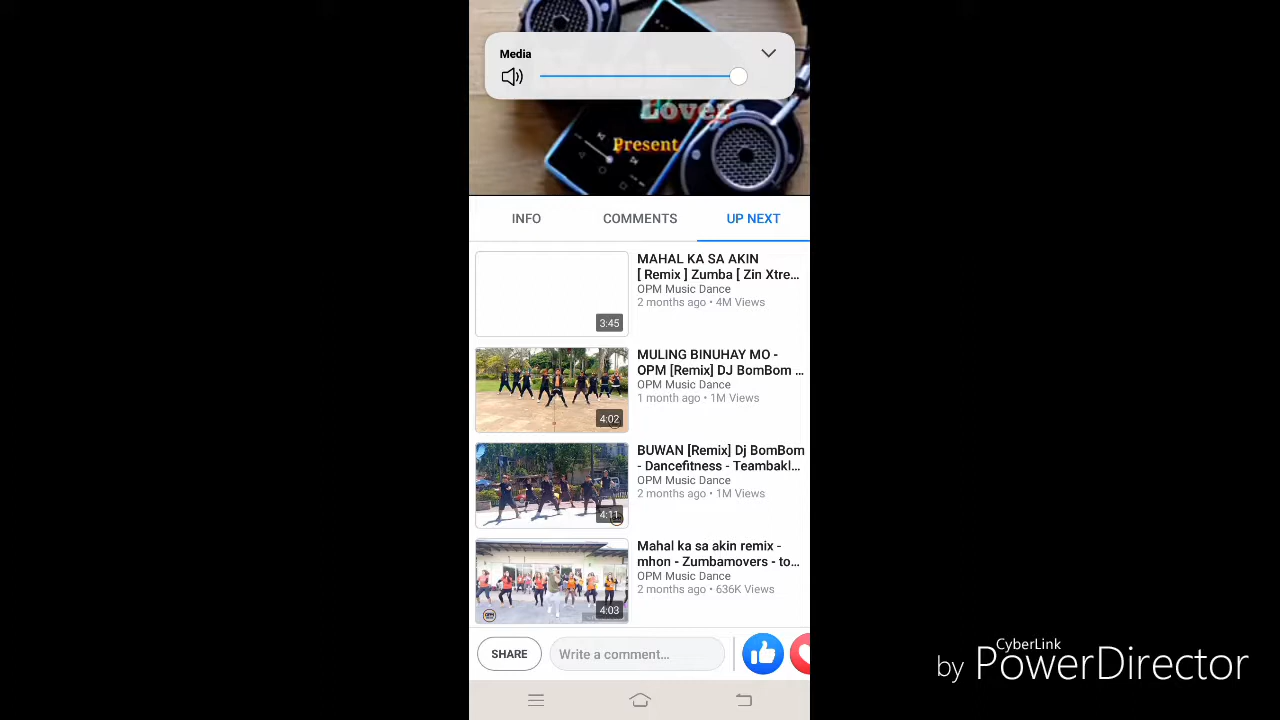 Media
Lover
Present
INFO
COMMENTS
UP NEXT
MAHAL KA SA AKIN
[ Remix ] Zumba [ Zin Xtre...
OPM Music Dance
2 months ago • 4M Views
3:45
MULING BINUHAY MO -
OPM [Remix] DJ BomBom ...
OPM Music Dance
1 month ago • 1M Views
4:02
BUWAN [Remix] Dj BomBom
- Dancefitness - Teambakl...
OPM Music Dance
2 months ago • 1M Views
4:11
Mahal ka sa akin remix -
mhon - Zumbamovers - to...
OPM Music Dance
2 months ago • 636K Views
4:03
SHARE
Write a comment...
CyberLink
by PowerDirector